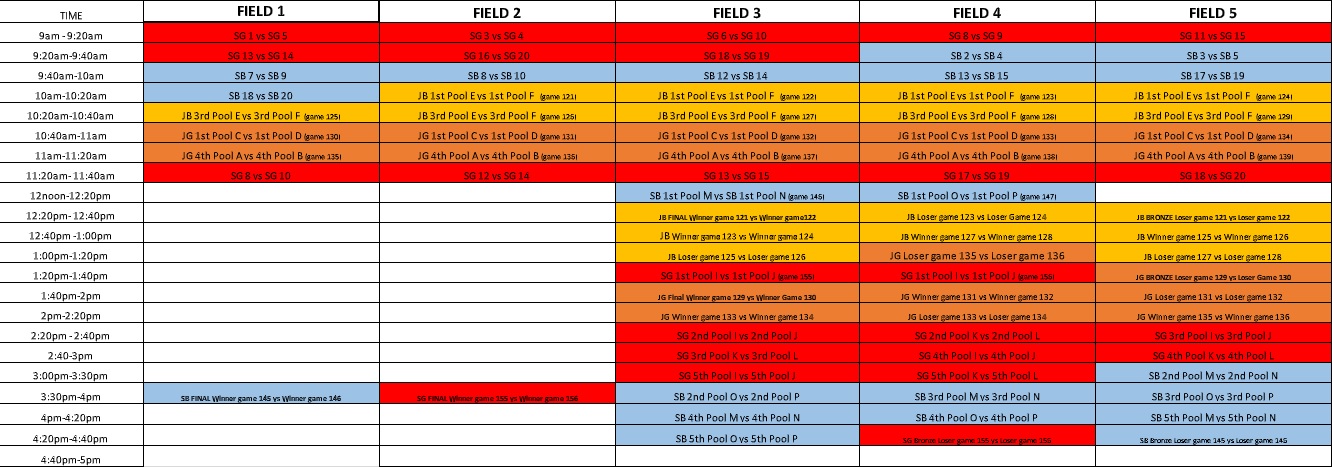 TIME FIELD 1 FIELD 2 FIELD 3 FIELD 4 FIELD 5
9am -9:20am SG 1 vs SG 5 SG 3 vs SG 4 SG 6 vs SG 10 SG 8 vs SG 9 SG 11 vs SG 15
9:20am-9:40am SG 13 vs SG 14 SG 16 vs SG 20 SG 18 vs SG 19 SB 2 vs SB 4 SB 3 vs SB 5
9:40am-10am SB 7 vs SB 9 SB 8 vs SB 10 SB 12 vs SB 14 SB 13 vs SB 15 SB 17 vs SB 19
10am-10:20am SB 18 vs SB 20 JB 1st Pool E vs 1st Pool F (game 121) JB 1st Pool E vs 1st Pool F (game 122) JB 1st Pool E vs 1st Pool F (game 123) JB 1st Pool E vs 1st Pool F (game 124)
10:20am-10:40am JB 3rd Pool E vs 3rd Pool F (game 125) JB 3rd Pool E vs 3rd Pool F (game 126) JB 3rd Pool E vs 3rd Pool F (game 127) JB 3rd Pool E vs 3rd Pool F (game 128) JB 3rd Pool E vs 3rd Pool F (game 129)
10:40am-11am JG 1st Pool C vs 1st Pool D (game 130) JG 1st Pool C vs 1st Pool D (game 131) JG 1st Pool C vs 1st Pool D (game 132) JG 1st Pool C vs 1st Pool D (game 133) JG 1st Pool C vs 1st Pool D (game 134)
11am-11:20am JG 4th Pool A vs 4th Pool B (game 135) JG 4th Pool A vs 4th Pool B JG 4th Pool A vs 4th Pool B (game 137) JG 4th Pool A vs 4th Pool B (game 138) JG 4th Pool A vs 4th Pool B (game 139)
11:20am-11:40am SG 8 vs SG 10 SG 12 vs SG 14 SG 13 vs SG 15 SG 17 vs SG 19 SG 18 vs SG 20
12noon-12:20pm SB 1st Pool M vs SB 1st Pool N SB 1st Pool O vs 1st Pool P (game 147)
12:20pm-12:40pm JB FINAL Winner game 121 vs Winner game122 JB Loser game 123 vs Loser Game 124 JB BRONZE Loser game 121 vs Loser game 122
12:40pm -1:00pm JB Winner game 123 vs Winner game 124 JB Winner game 127 vs Winner game 128 JB Winner game 125 vs Winner game 126
1:00pm-1:20pm JB Loser game 125 vs Loser game 126 JG Loser game 135 vs Loser game 136 JB Loser game 127 vs Loser game 128
1:20pm-1:40pm SG 1st Pool I vs 1st Pool J (game 155) SG 1st Pool I vs 1st Pool J (game 156) JG BRONZE Loser game 129 vs Loser Game 130
1:40pm-2pm JG Final Winner game 129 vs Winner Game 130 JG Winner game 131 vs Winner game 132 JG Loser game 131 vs Loser game 132
2pm-2:20pm JG Winner game 133 vs Winner game 134 JG Loser game 133 vs Loser game 134 JG Winner game 135 vs Winner game 136
2:20pm -2:40pm SG 2nd Pool I vs 2nd Pool J SG 2nd Pool K vs 2nd Pool L SG 3rd Pool I vs 3rd Pool J
2:40-3pm SG 3rd Pool K vs 3rd Pool L SG 4th Pool I vs 4th Pool J SG 4th Pool K vs 4th Pool L
3:00pm-3:30pm SG 5th Pool I vs 5th Pool J SG 5th Pool K vs 5th Pool L SB 2nd Pool M vs 2nd Pool N
3:30pm-4pm SB FINAL Winner game 145 vs Winner game 146 SG FINAL Winner game 155 vs Winner game 156 SB 2nd Pool O vs 2nd Pool P SB 3rd Pool M vs 3rd Pool N SB 3rd Pool O vs 3rd Pool P
4pm-4:20pm SB 4th Pool M vs 4th Pool N SB 4th Pool O vs 4th Pool P SB 5th Pool M vs 5th Pool N
4:20pm-4:40pm SB 5th Pool O vs 5th Pool P SG Bronze Loser game 155 vs Loser game SB Bronze Loser game 145 vs Loser game
4:40pm-5pm